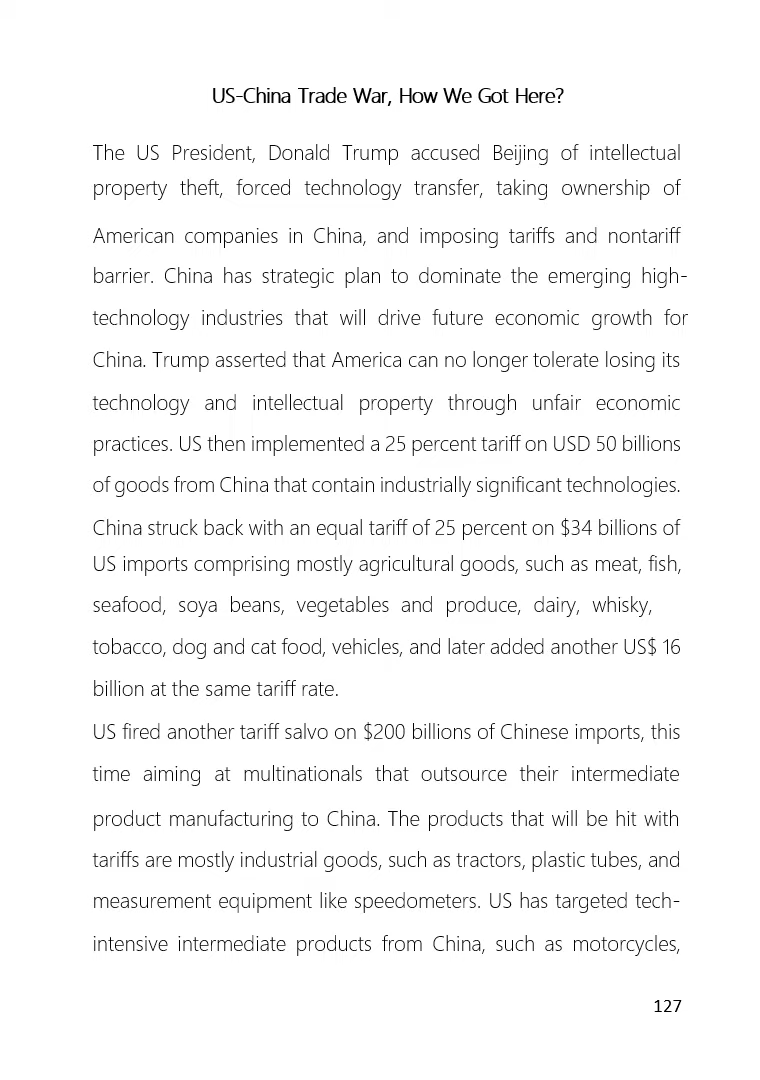 US-China Trade War, How We Got Here?
The US President, Donald Trump accused Beijing of intellectual
property theft, forced technology transfer, taking ownership of
American companies in China, and imposing tariffs and nontariff
barrier. China has strategic plan to dominate the emerging high-
technology industries that will drive future economic growth for
China. Trump asserted that America can no longer tolerate losing its
technology and intellectual property through unfair economic
practices. US then implemented a 25 percent tariff on USD 50 billions
of goods from China that contain industrially significant technologies.
China struck back with an equal tariff of 25 percent on $34 billions of
US imports comprising mostly agricultural goods, such as meat, fish,
seafood, soya beans, vegetables and produce, dairy, whisky,
tobacco, dog and cat food, vehicles, and later added another US$ 16
billion at the same tariff rate.
US fired another tariff salvo on $200 billions of Chinese imports, this
time aiming at multinationals that outsource their intermediate
product manufacturing to China. The products that will be hit with
tariffs are mostly industrial goods, such as tractors, plastic tubes, and
measurement equipment like speedometers. US has targeted tech-
intensive intermediate products from China, such as motorcycles,
127